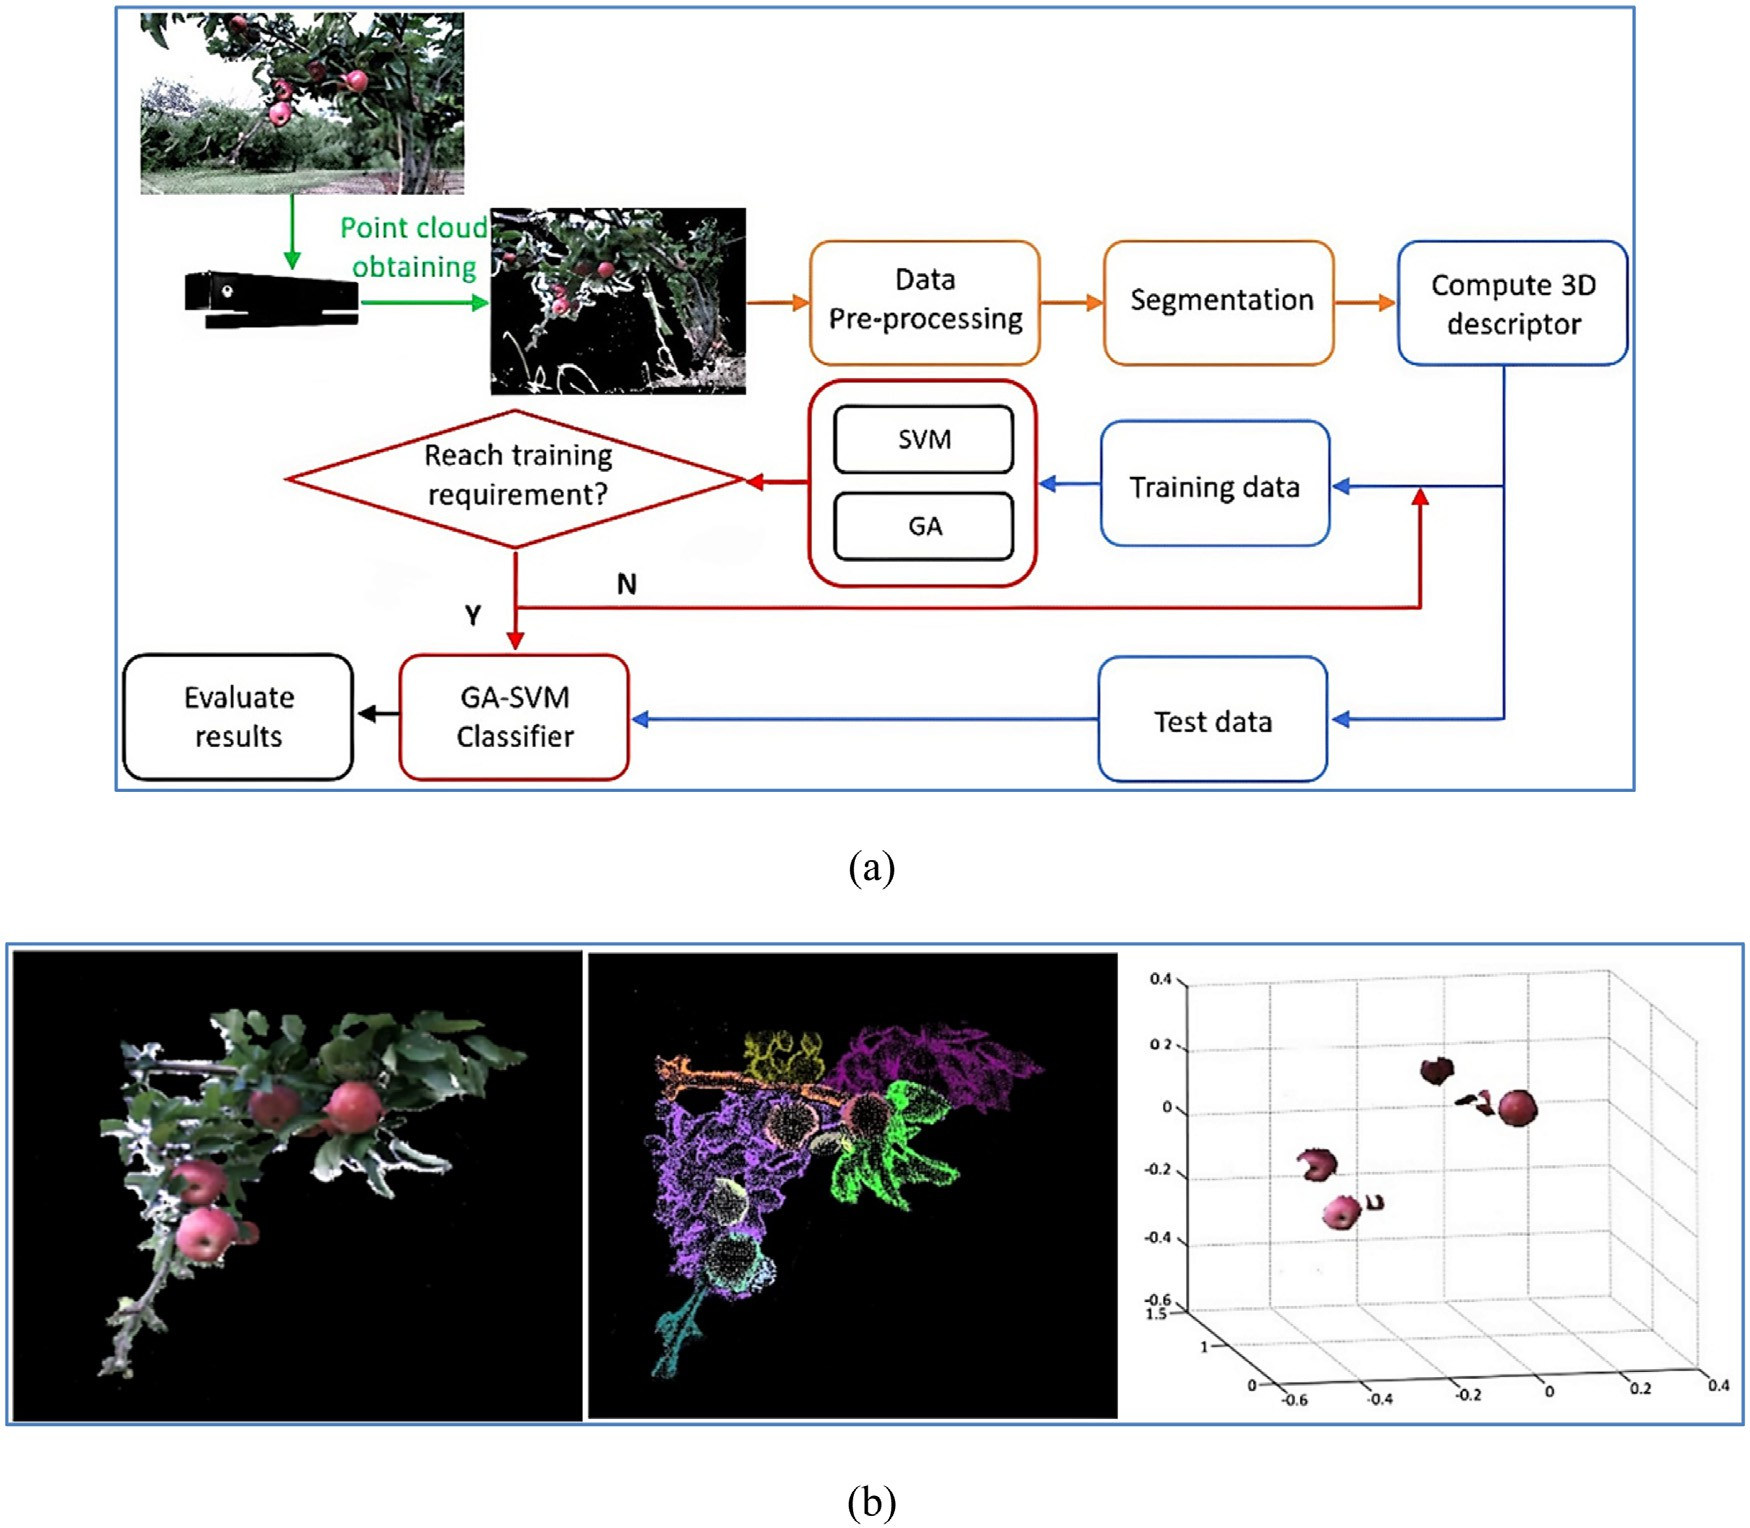 Point cloud
obtaining
Data
Pre-processing
Segmentation
Compute 3D
descriptor
Reach training
requirement?
SVM
GA
Training data
N
Y
Evaluate
results
GA-SVM
Classifier
Test data
(a)
0.4
0 2
0
-0.2
-0.4
-0.6
1.5
1
0
-0.6
-0.4
-0.2
0
0.2
0.4
(b)